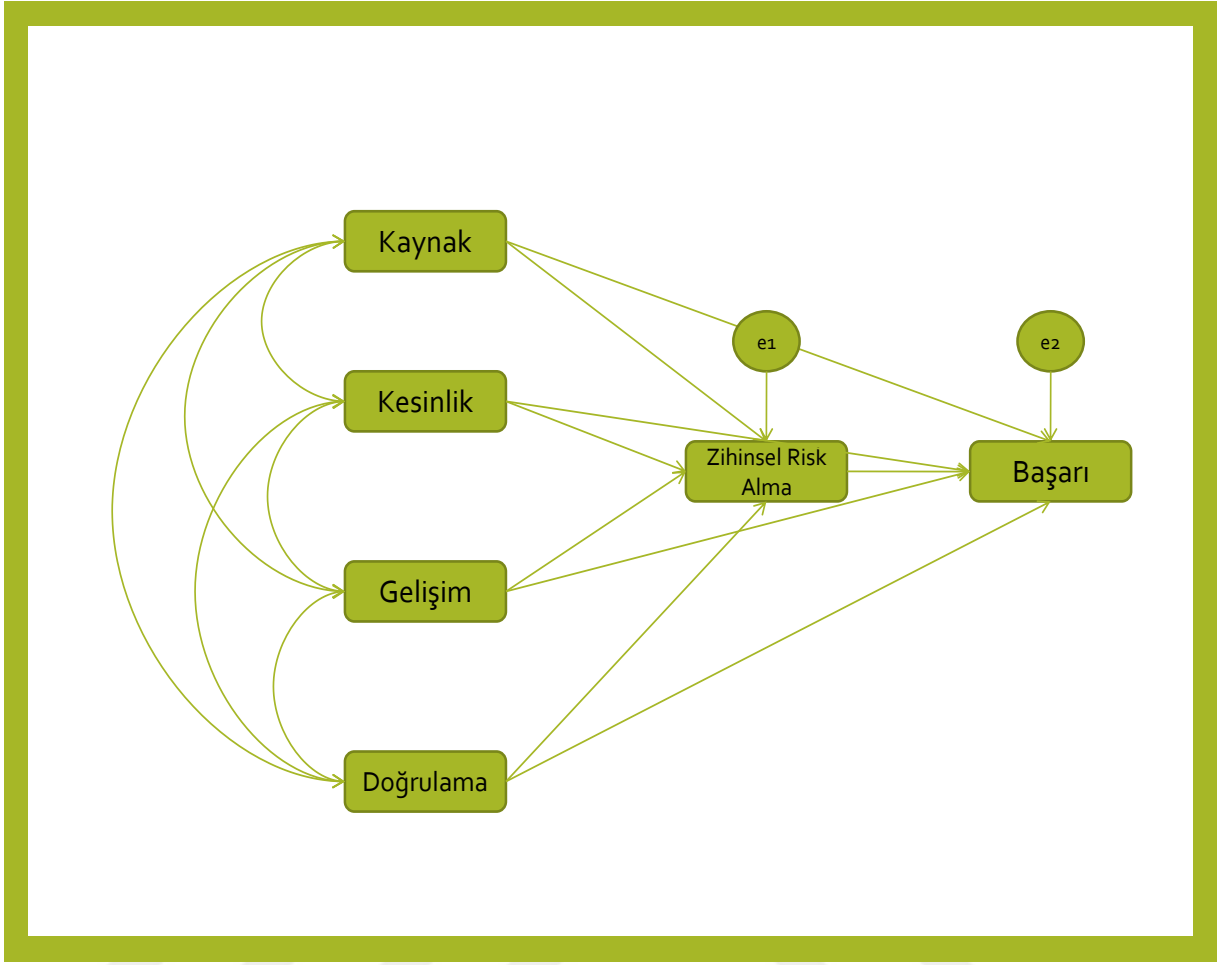 Kaynak
e1
e2
Kesinlik
Zihinsel Risk
Alma
Başarı
Gelişim
Doğrulama